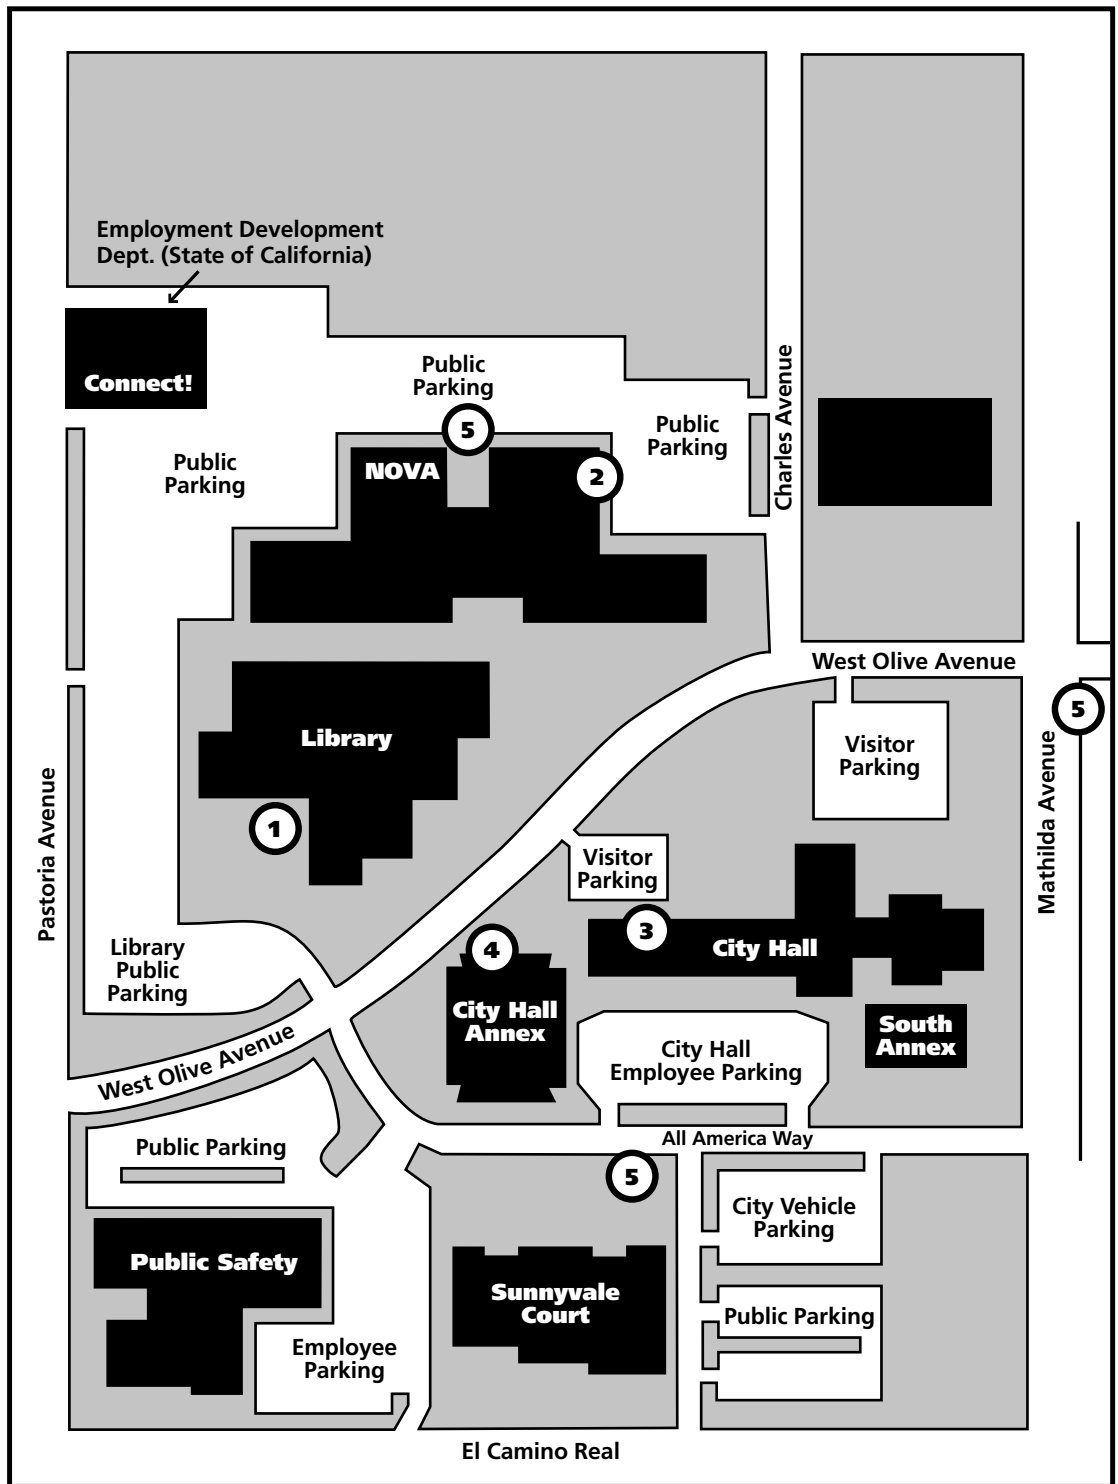 Employment Development
Dept. (State of California)
Connect!
Public
Parking
5
Public
Parking
Charles Avenue
Public
Parking
NOVA
2
West Olive Avenue
5
Library
Visitor
Parking
Mathilda Avenue
Pastoria Avenue
1
Visitor
Parking
3
City Hall
4
Library
Public
Parking
City Hall
Annex
South
Annex
City Hall
Employee Parking
West Olive Avenue
All America Way
Public Parking
5
City Vehicle
Parking
Public Safety
Sunnyvale
Court
Public Parking
Employee
Parking
El Camino Real